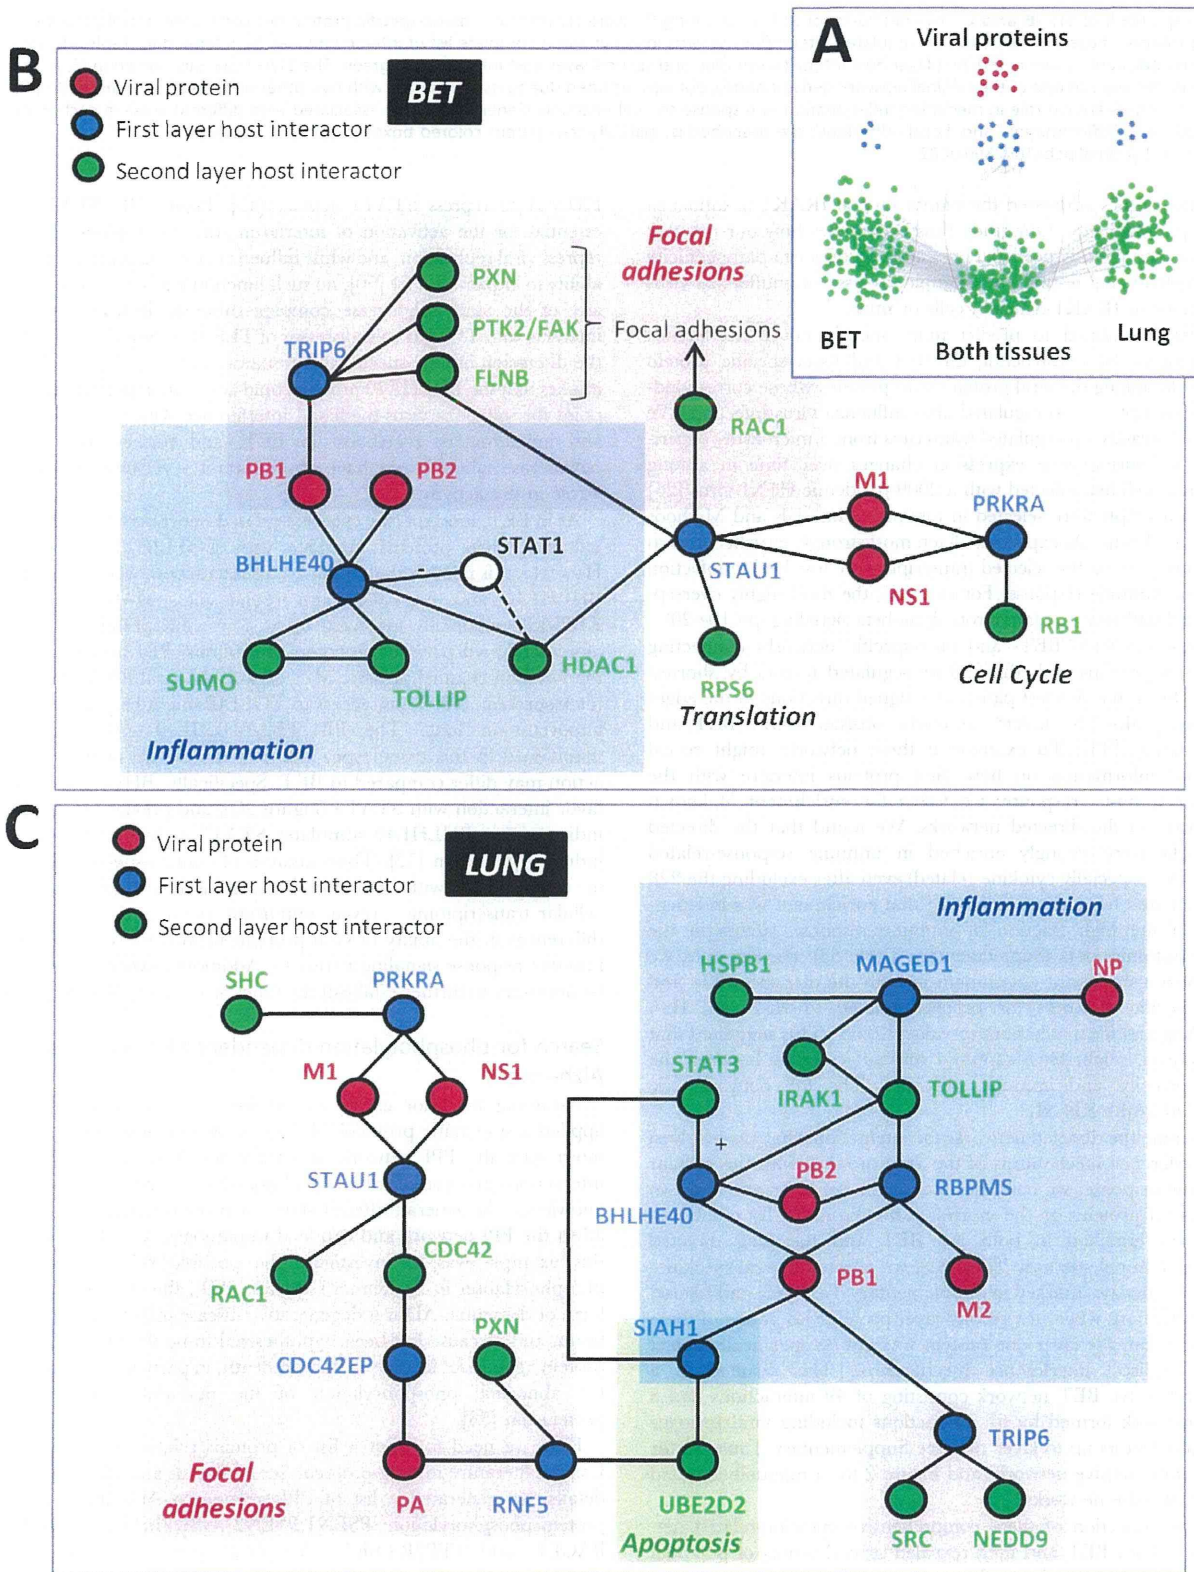 A
Viral proteins
BET
Both tissues
Lung
B
Viral protein
First layer host interactor
Second layer host interactor
BET
Focal
adhesions
PXN
PTK2/FAK
FLNB
Focal adhesions
TRIP6
RAC1
PB1
PB2
M1
PRKRA
STAT1
BHLHE40
-
STAU1
NS1
RB1
SUMO
TOLLIP
HDAC1
RPS6
Cell Cycle
Translation
Inflammation
C
Viral protein
First layer host interactor
Second layer host interactor
LUNG
Inflammation
SHC
PRKRA
HSPB1
MAGED1
NP
M1
NS1
STAT3
IRAK1
TOLLIP
+
STAU1
PB2
RBPMS
BHLHE40
CDC42
RAC1
PB1
M2
PXN
SIAH1
CDC42EP
TRIP6
Focal
adhesions
PA
RNF5
UBE2D2
Apoptosis
SRC
NEDD9